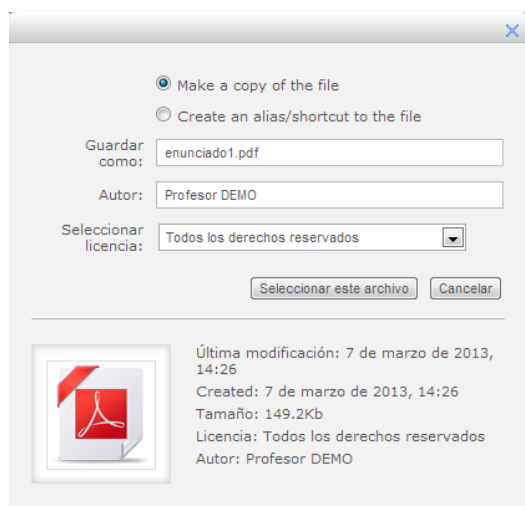 Make a copy of the file
Create an alias/shortcut to the file
Guardar
como:
enunciado1.pdf
Autor:
Profesor DEMO
Seleccionar
licencia:
Todos los derechos reservados
Seleccionar este archivo
Cancelar
Última modificación: 7 de marzo de 2013,
14:26
Created: 7 de marzo de 2013, 14:26
Tamaño: 149.2Kb
Licencia: Todos los derechos reservados
Autor: Profesor DEMO